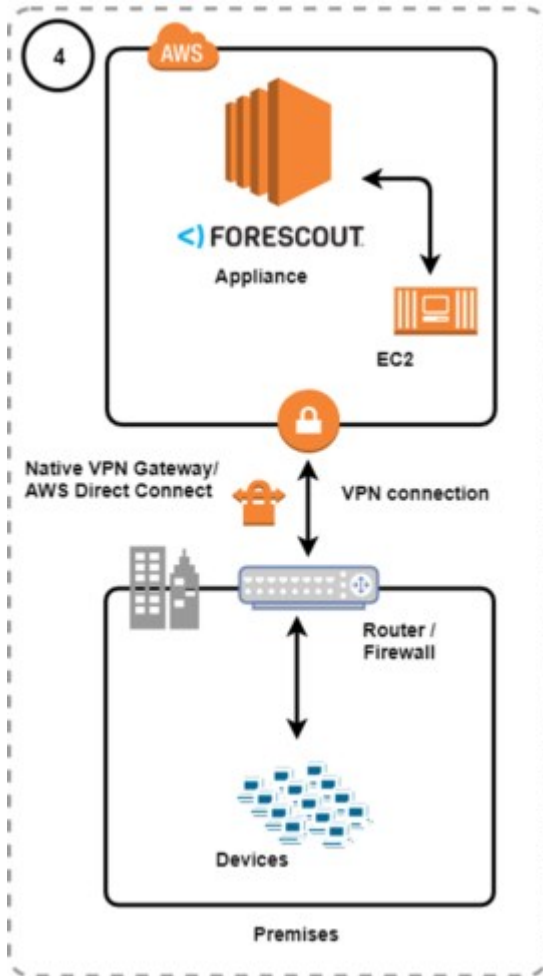 4
AWS
<) FORESCOUT.
Appliance
EC2
Native VPN Gateway/
AWS Direct Connect
VPN connection
Router /
Firewall
Devices
Premises